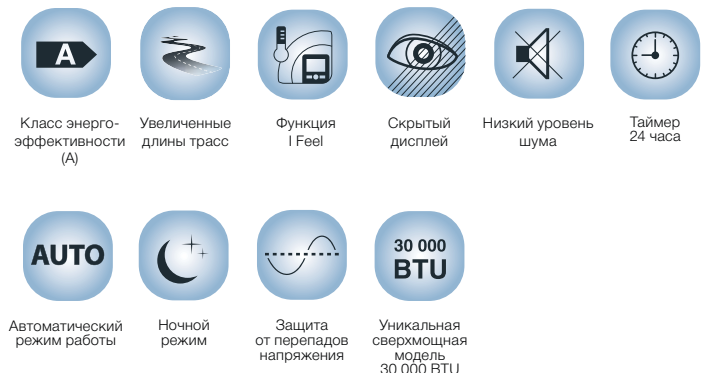 A
Класс энерго-
эффективности
(A)
Увеличенные
длины трасс
Функция
I Feel
Скрытый
дисплей
Низкий уровень
шума
Таймер
24 часа
AUTO
Автоматический
режим работы
Ночной
режим
Защита
от перепадов
напряжения
30 000
BTU
Уникальная
сверхмощная
модель
30 000 BTU